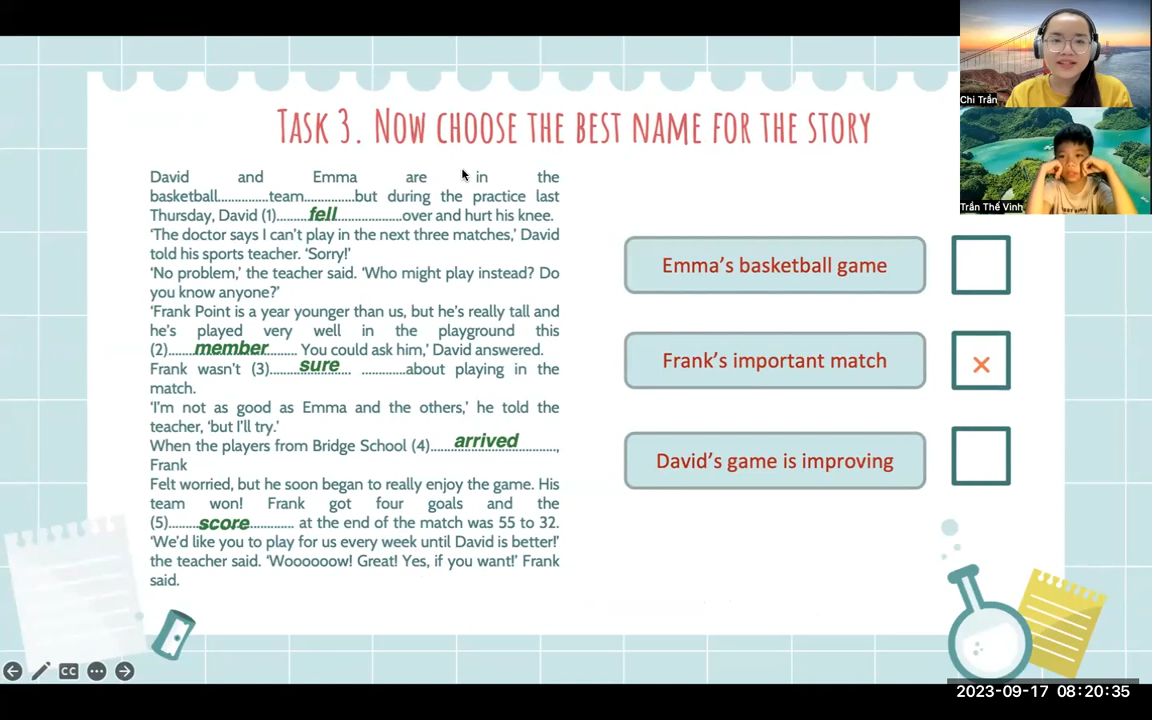 Task 3. Now choose the best name for the story
David and Emma are in the
basketball..............team..............but during the practice last
Thursday, David (1)..........fell....................over and hurt his knee.
‘The doctor says I can’t play in the next three matches,’ David
told his sports teacher. ‘Sorry!’
‘No problem,’ the teacher said. ‘Who might play instead? Do
you know anyone?’
‘Frank Point is a year younger than us, but he’s really tall and
he’s played very well in the playground this
(2).......member......... You could ask him,’ David answered.
Frank wasn’t (3).........sure.... ............about playing in the
match.
‘I’m not as good as Emma and the others,’ he told the
teacher, ‘but I’ll try.’
When the players from Bridge School (4)......arrived..........,
Frank
Felt worried, but he soon began to really enjoy the game. His
team won! Frank got four goals and the
(5).........score............. at the end of the match was 55 to 32.
‘We’d like you to play for us every week until David is better!’
the teacher said. ‘Woooooow! Great! Yes, if you want!’ Frank
said.
Emma’s basketball game
Frank’s important match
×
David’s game is improving
Chi Trần
Trần Thế Vinh
CC
2023-09-17 08:20:35